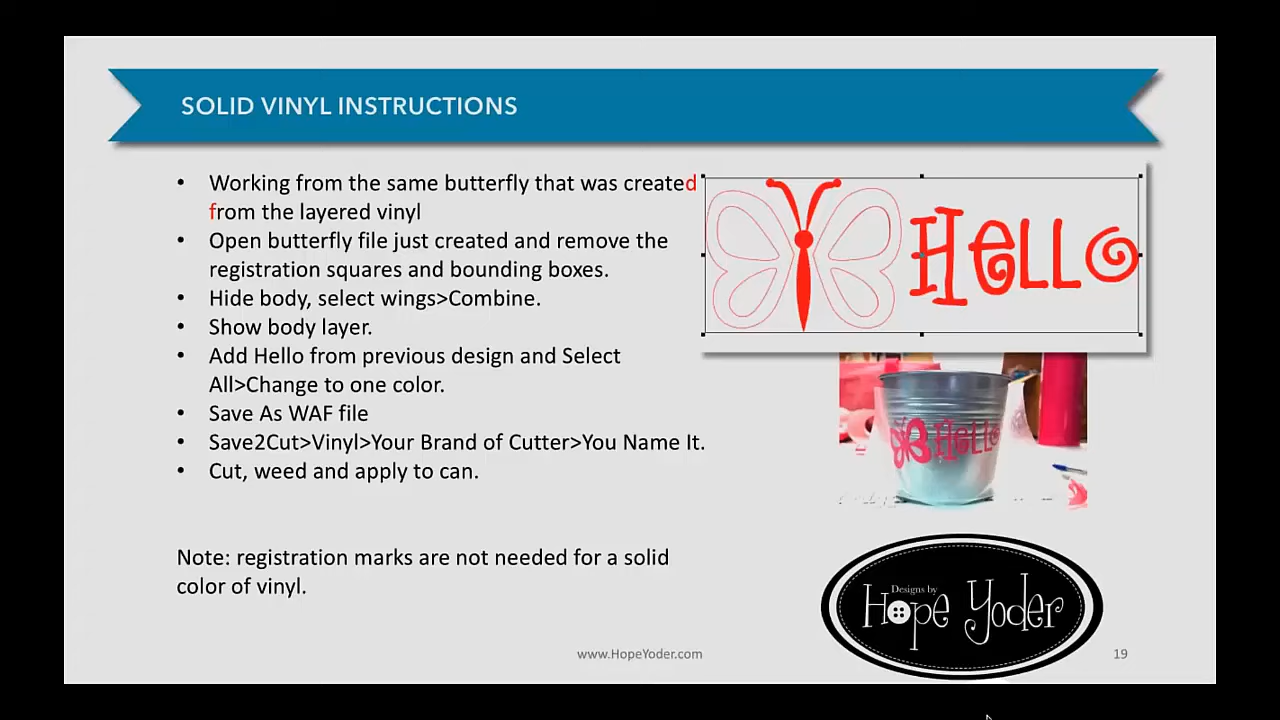 SOLID VINYL INSTRUCTIONS
• Working from the same butterfly that was created
from the layered vinyl
• Open butterfly file just created and remove the
registration squares and bounding boxes.
• Hide body, select wings>Combine.
• Show body layer.
• Add Hello from previous design and Select
All>Change to one color.
• Save As WAF file
• Save2Cut>Vinyl>Your Brand of Cutter>You Name It.
• Cut, weed and apply to can.
Note: registration marks are not needed for a solid
color of vinyl.
Hello
Hello
Designs by
Hope Yoder
www.HopeYoder.com
19